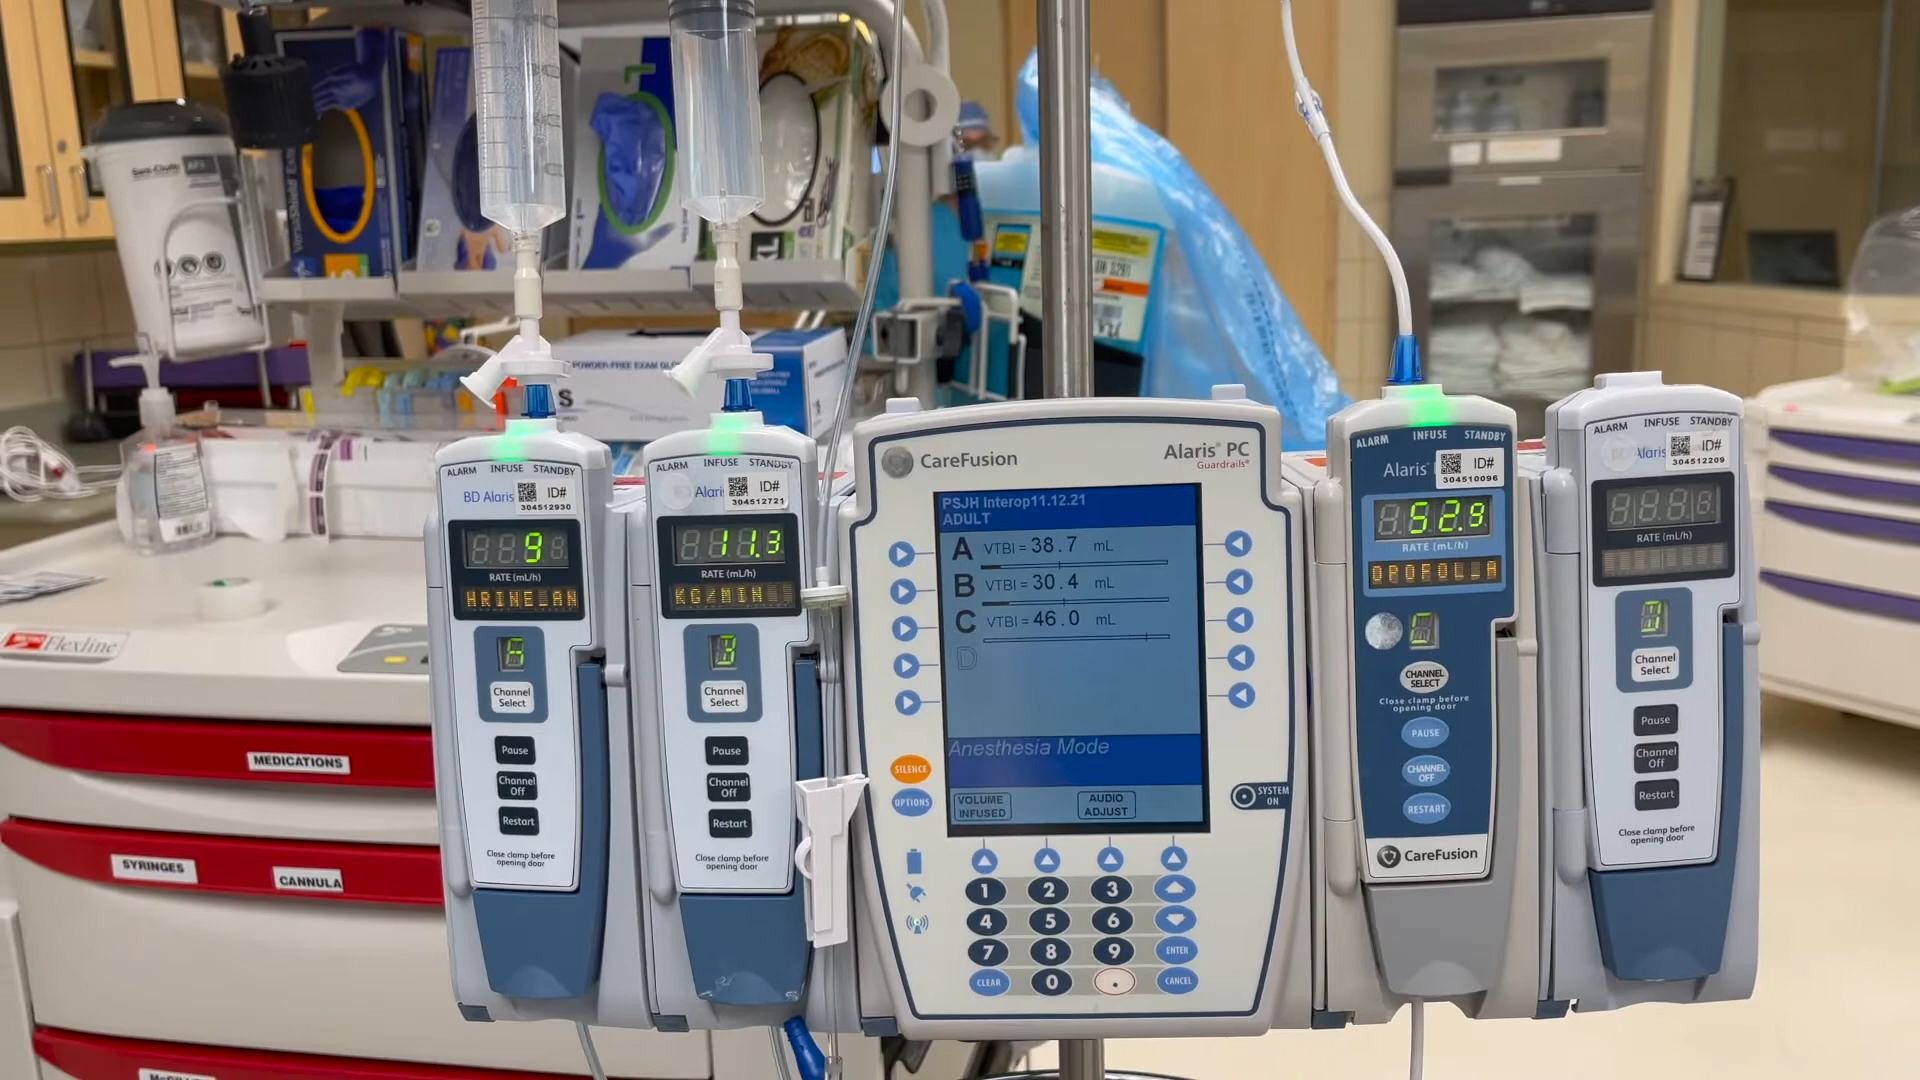 POWDER-FREE EXAM
S
XL
ALARM INFUSE STANDBY
BD Alaris
ID#
304512930
9
RATE (mL/h)
HRINE AN
Channel
Select
Pause
Channel
Off
Restart
Close clamp before
opening door
ALARM INFUSE STANDBY
Alaris
ID#
304512721
11.3
RATE (mL/h)
KG/MIN
Channel
Select
Pause
Channel
Off
Restart
Close clamp before
opening door
CareFusion
Alaris® PC
Guardrails®
PSJH Interop11.12.21
ADULT
A VTBI = 38.7 mL
B VTBI = 30.4 mL
C VTBI = 46.0 mL
D
Anesthesia Mode
VOLUME
INFUSED
AUDIO
ADJUST
SILENCE
OPTIONS
SYSTEM
ON
1 2 3
4 5 6
7 8 9 ENTER
CLEAR 0 . CANCEL
ALARM INFUSE STANDBY
Alaris
ID#
304510096
52.9
RATE (mL/h)
OPOFOL
C
CHANNEL
SELECT
Close clamp before
opening door
PAUSE
CHANNEL
OFF
RESTART
CareFusion
ALARM INFUSE STANDBY
Alaris
ID#
304512209
RATE (mL/h)
Channel
Select
Pause
Channel
Off
Restart
Close clamp before
opening door
Flexline
MEDICATIONS
SYRINGES
CANNULA